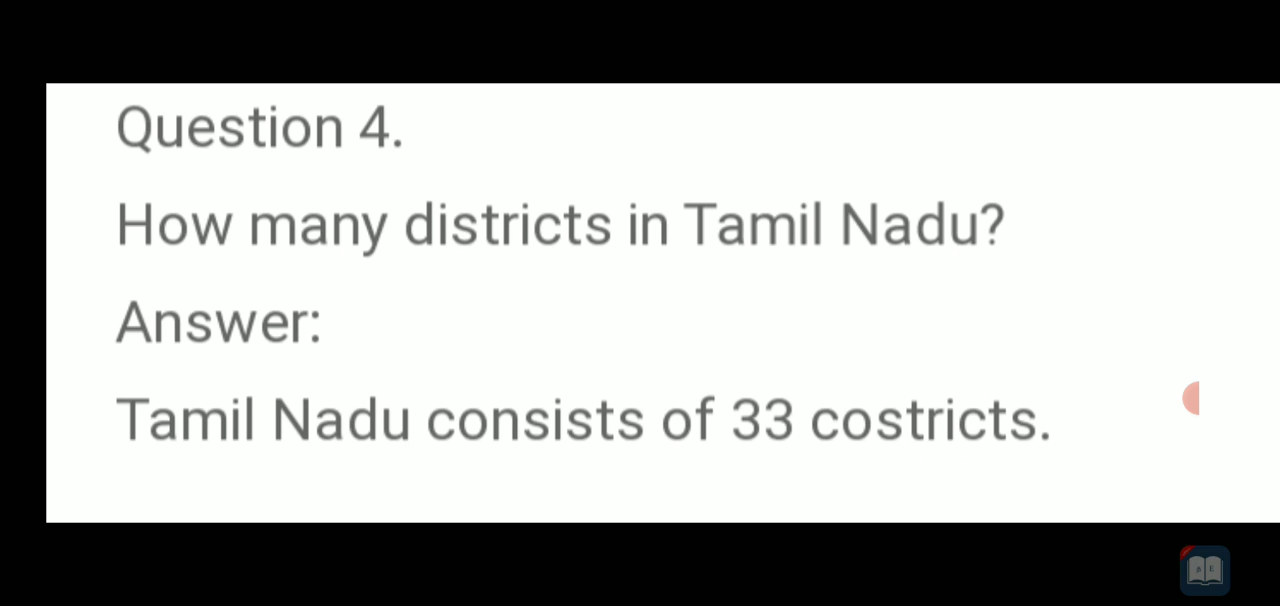 Question 4.
How many districts in Tamil Nadu?
Answer:
Tamil Nadu consists of 33 costricts.